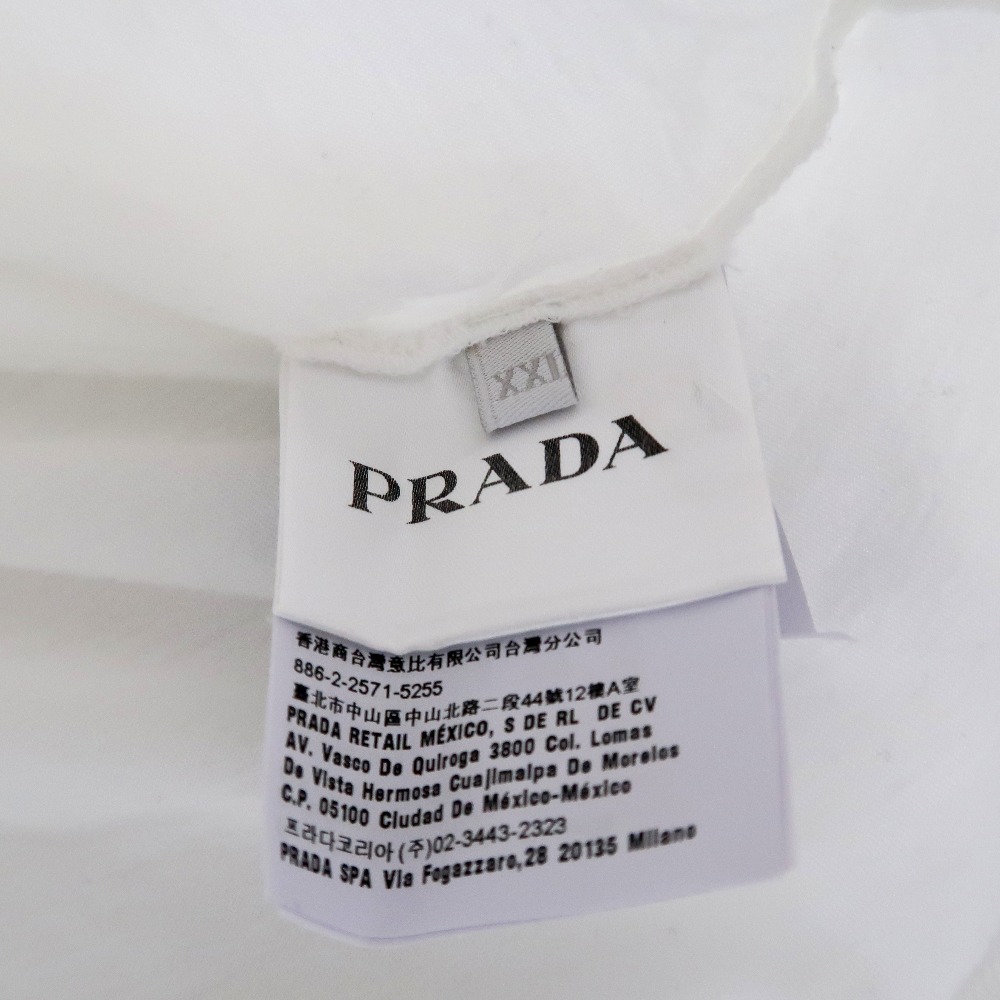 XXL
PRADA
香港商台灣意比有限公司台灣分公司
886-2-2571-5255
臺北市中山區中山北路二段44號12樓A室
PRADA RETAIL MÉXICO, S DE RL DE CV
AV. Vasco De Quiroga 3800 Col. Lomas
De Vista Hermosa Cuajimalpa De Morelos
C.P. 05100 Ciudad De México-México
프라다코리아 (주)02-3443-2323
PRADA SPA Via Fogazzaro,28 20135 Milano